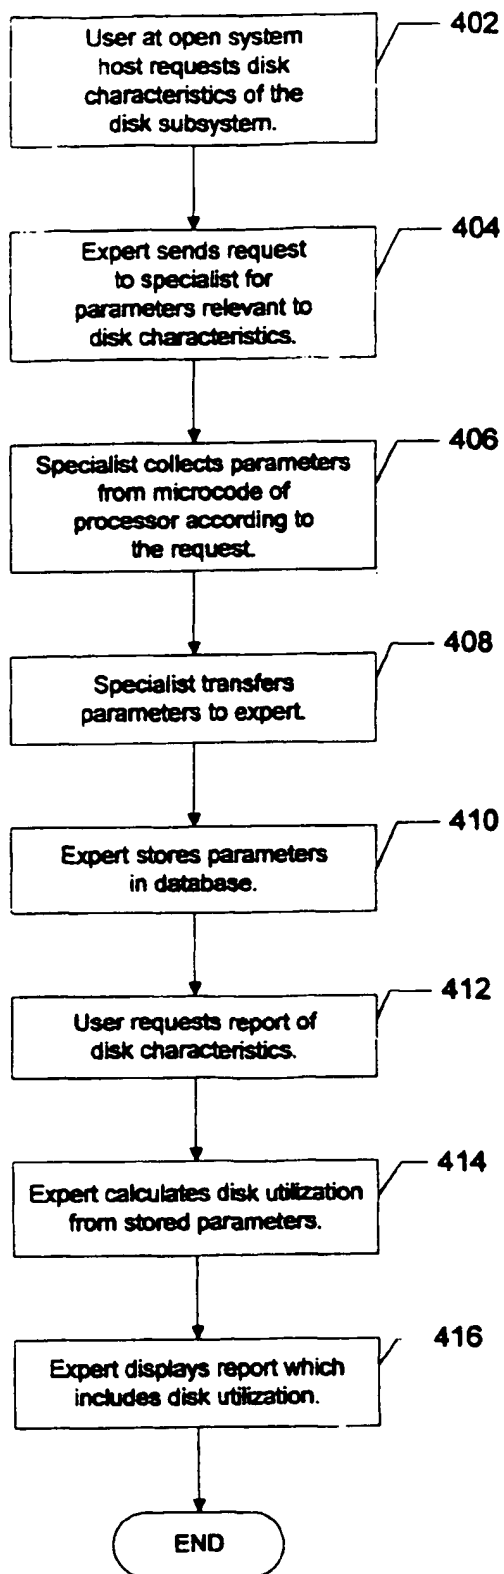 User at open system
host requests disk
characteristics of the
disk subsystem.
402
Expert sends request
to specialist for
parameters relevant to
disk characteristics.
404
Specialist collects parameters
from microcode of
processor according to
the request.
406
Specialist transfers
parameters to expert.
408
Expert stores parameters
in database.
410
User requests report of
disk characteristics.
412
Expert calculates disk utilization
from stored parameters.
414
Expert displays report which
includes disk utilization.
416
END